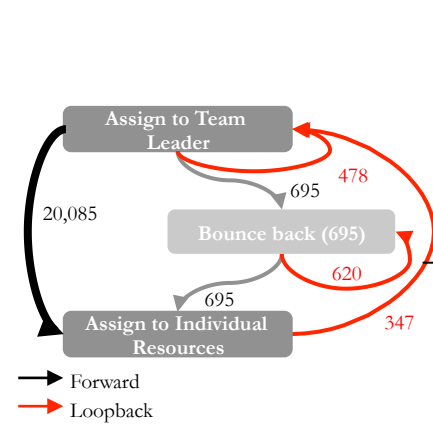 Assign to Team
Leader
478
695
20,085
Bounce back (695)
620
695
Assign to Individual
Resources
347
Forward
Loopback